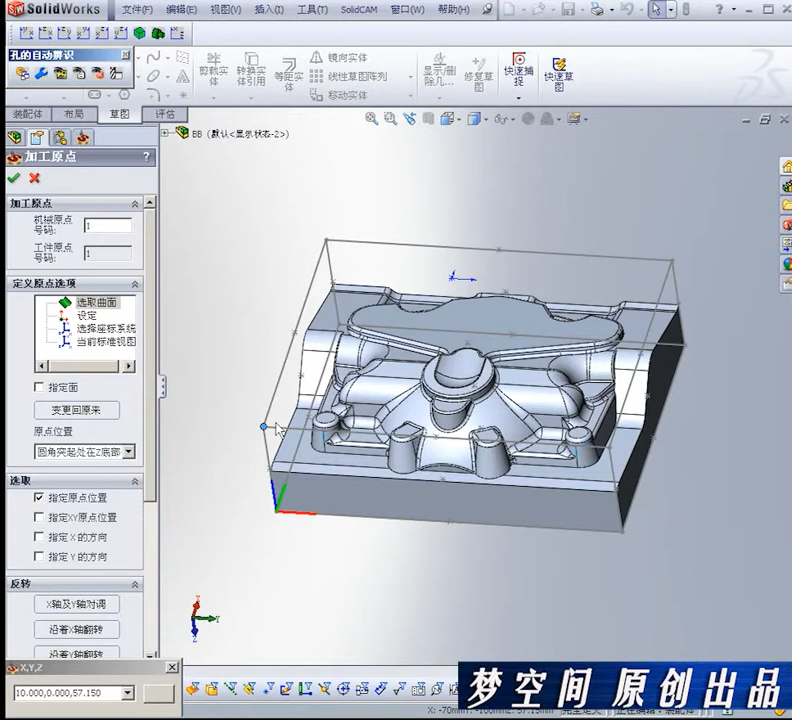 SolidWorks 文件(F) 编辑(E) 视图(V) 插入(I) 工具(T) SolidCAM 窗口(W) 帮助(H)
孔的自动辨识
剪裁实体 转换实体引用 等距实体 镜向实体 线性草图阵列 移动实体 显示/删除几... 修复草图 快速捕捉 快速草图
装配体 布局 草图 评估
BB (默认<显示状态-2>)
加工原点 ?
加工原点
机械原点号码: 1
工件原点号码: 1
定义原点选项
选取曲面
设定
选择座标系统
当前标准视图
指定面
变更回原来
原点位置
圆角突起处在Z底部
选取
指定原点位置
指定XY原点位置
指定 X 的方向
指定 Y 的方向
反转
X轴及Y轴对调
沿着X轴翻转
沿着Y轴翻转
X,Y,Z
10.000,0.000,57.150
梦空间 原创出品